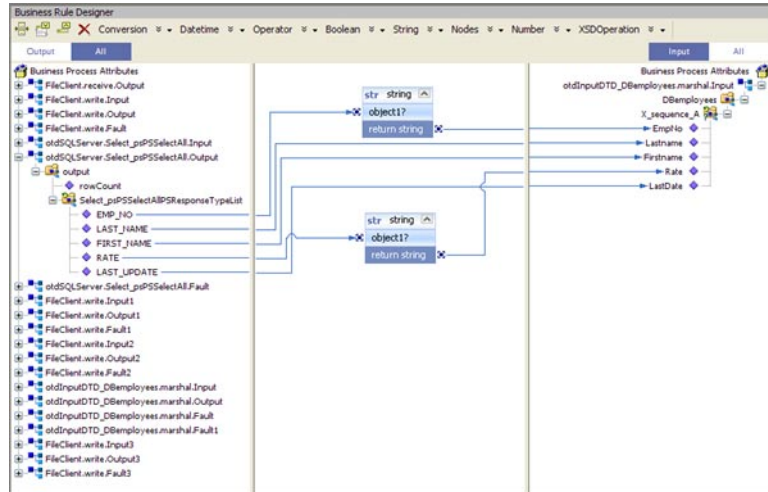 Business Rule Designer
Conversion Datetime Operator Boolean String Nodes Number XSDOperation
Output All Input All
Business Process Attributes
FileClient.receive.Output
FileClient.write.Input
FileClient.write.Output
FileClient.write.Fault
otdSQLServer.Select_psPSSelectAll.Input
otdSQLServer.Select_psPSSelectAll.Output
output
rowCount
Select_psPSSelectAllPSResponseTypeList
EMP_NO
LAST_NAME
FIRST_NAME
RATE
LAST_UPDATE
otdSQLServer.Select_psPSSelectAll.Fault
FileClient.write.Input1
FileClient.write.Output1
FileClient.write.Fault1
FileClient.write.Input2
FileClient.write.Output2
FileClient.write.Fault2
otdInputDTD_DBemployees.marshal.Input
otdInputDTD_DBemployees.marshal.Output
otdInputDTD_DBemployees.marshal.Fault
otdInputDTD_DBemployees.marshal.Fault1
FileClient.write.Input3
FileClient.write.Output3
FileClient.write.Fault3
str string
object1?
return string
str string
object1?
return string
Business Process Attributes
otdInputDTD_DBemployees.marshal.Input
DBemployees
X_sequence_A
EmpNo
Lastname
Firstname
Rate
LastDate